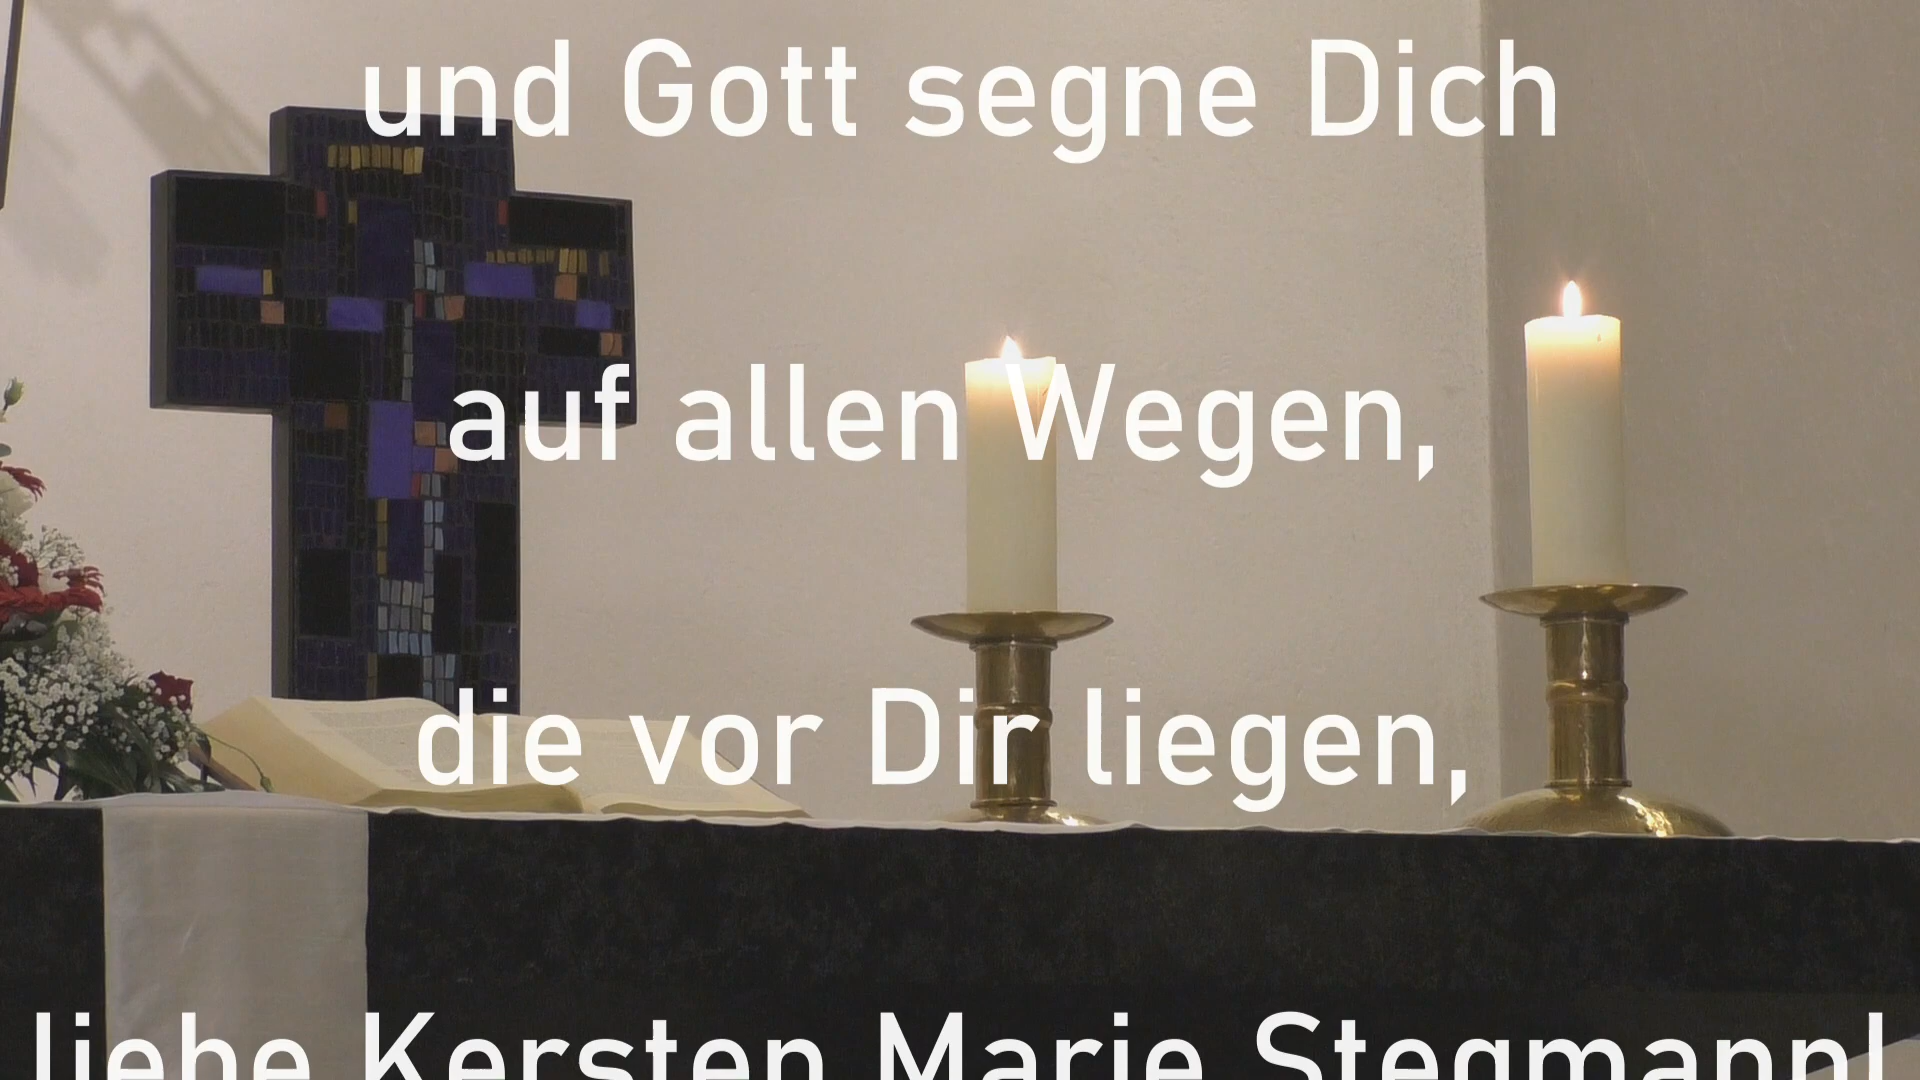 und Gott segne Dich
auf allen Wegen,
die vor Dir liegen,
liebe Kersten Marie Stegmann!